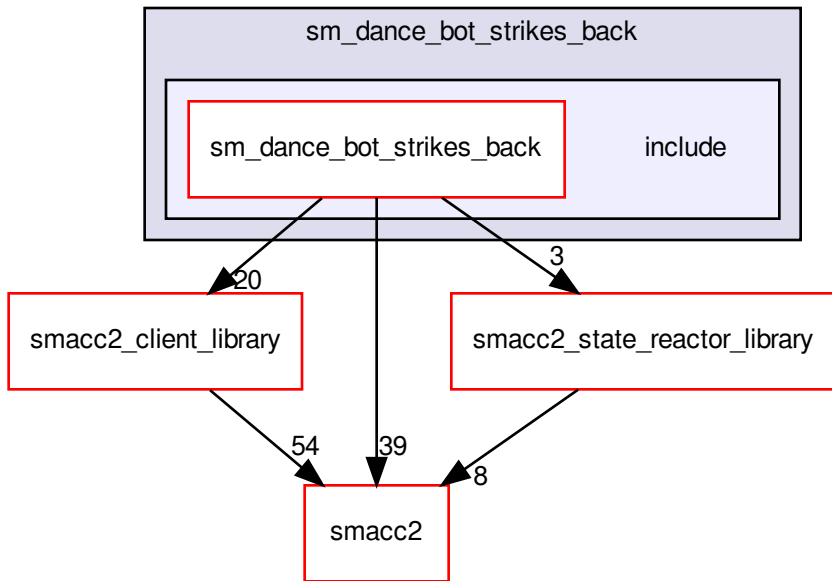 sm_dance_bot_strikes_back
sm_dance_bot_strikes_back
include
20
3
smacc2_client_library
smacc2_state_reactor_library
54
39
8
smacc2